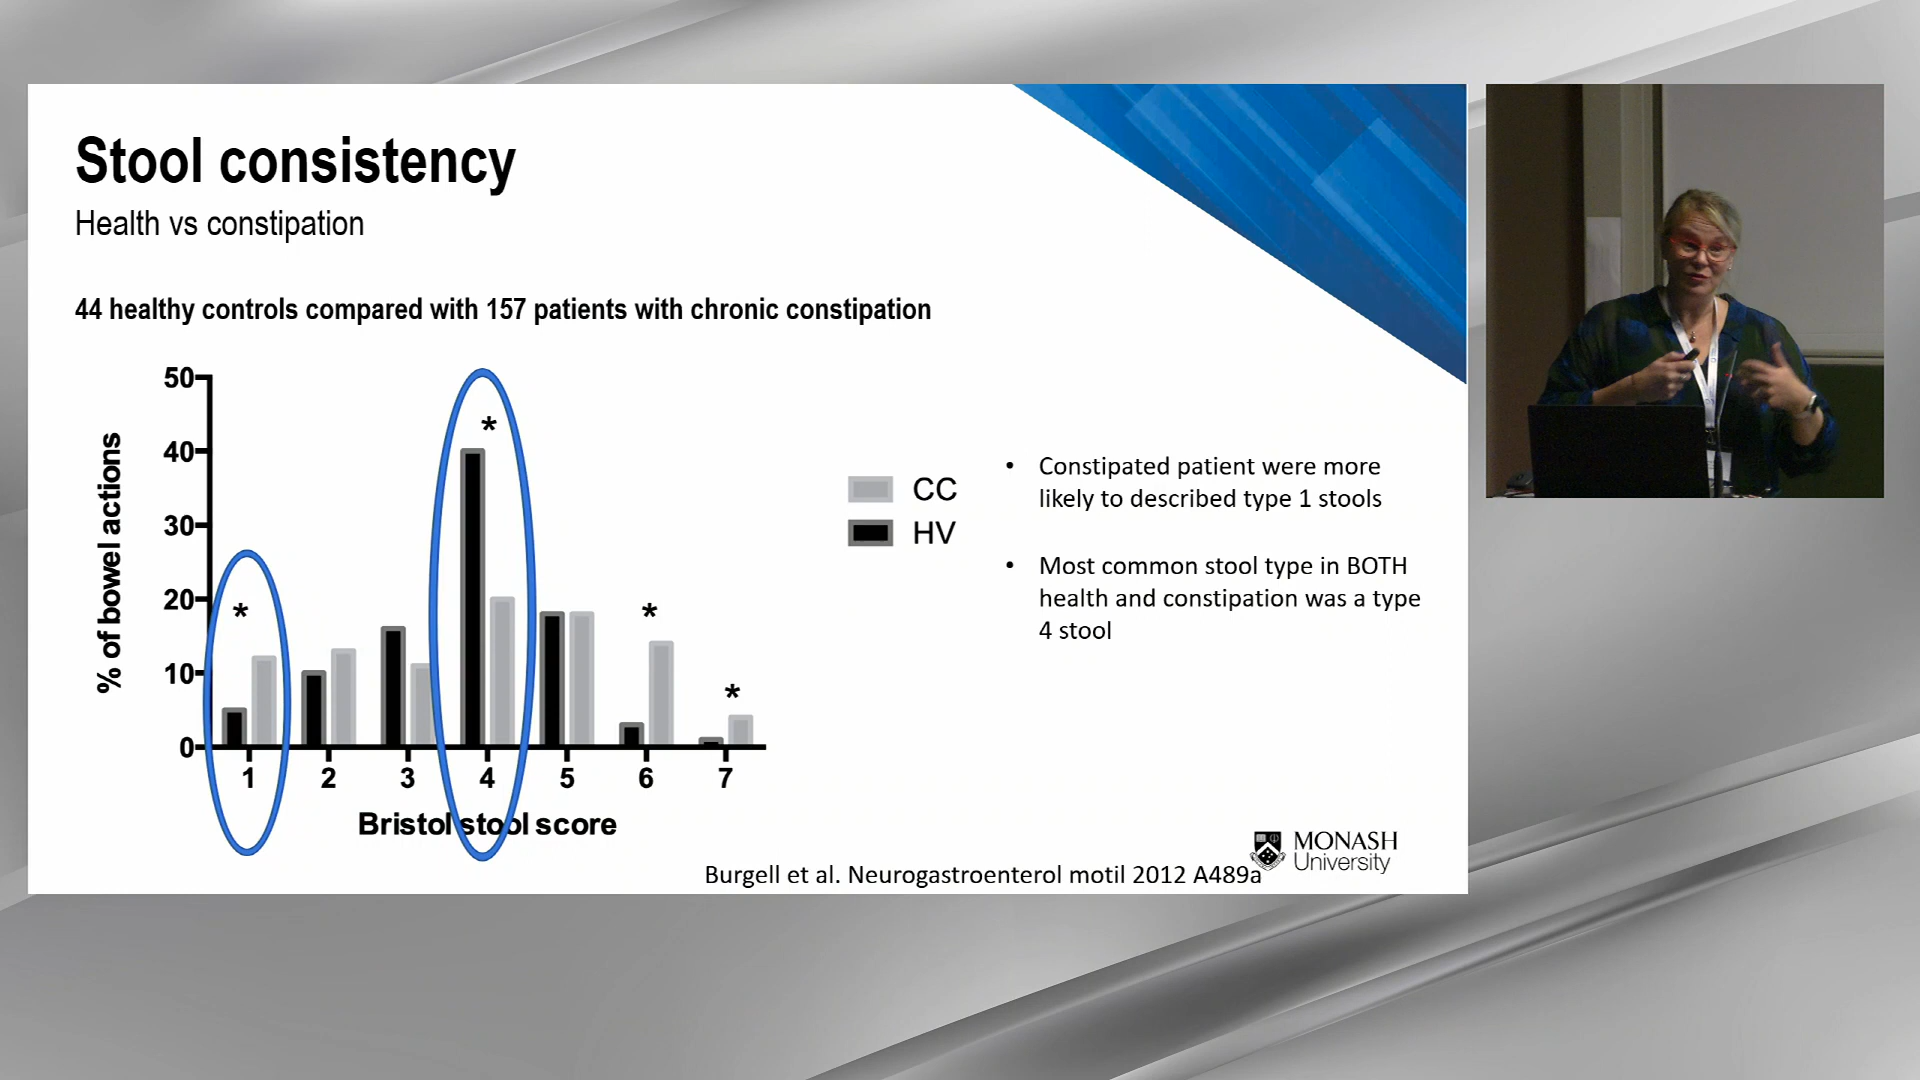 Stool consistency
Health vs constipation
44 healthy controls compared with 157 patients with chronic constipation
% of bowel actions
50
40
30
20
10
0
*
*
*
*
1 2 3 4 5 6 7
Bristol stool score
CC
HV
• Constipated patient were more
likely to described type 1 stools
• Most common stool type in BOTH
health and constipation was a type
4 stool
MONASH
University
Burgell et al. Neurogastroenterol motil 2012 A489a